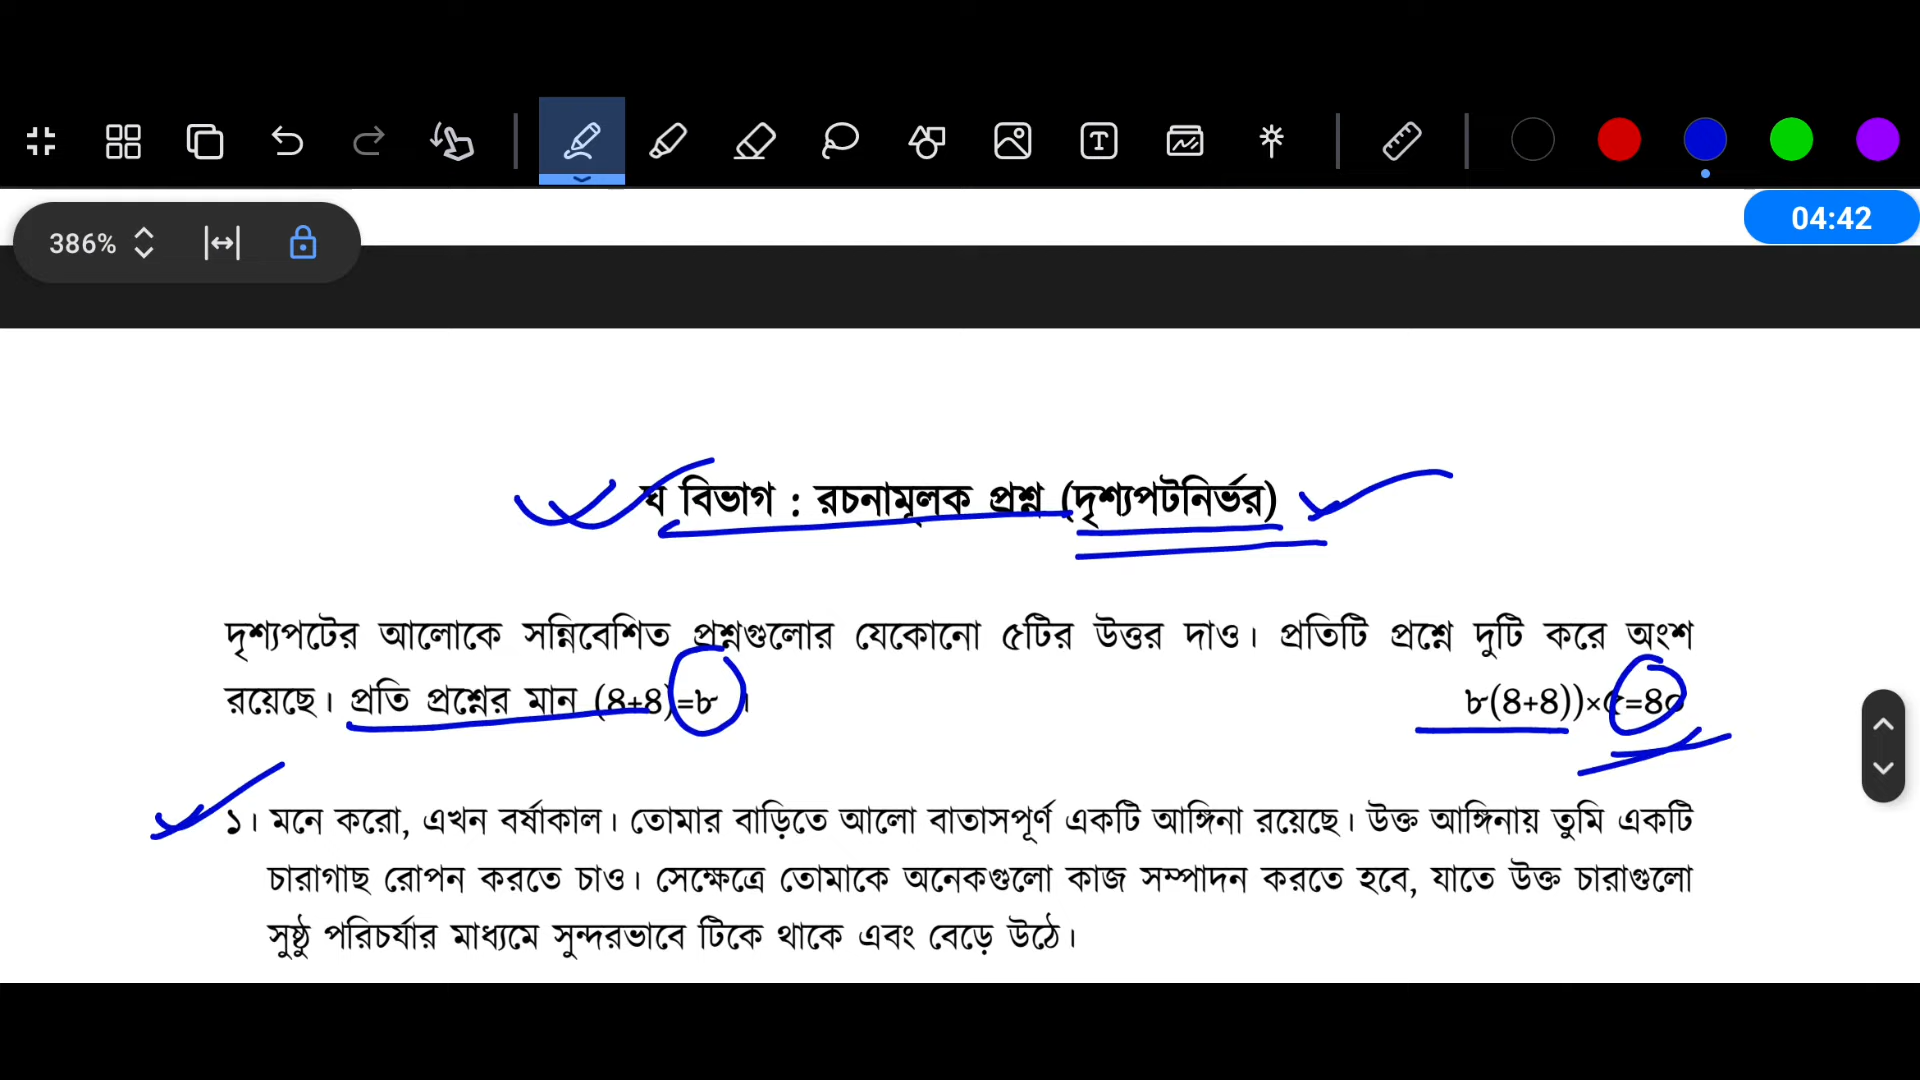 386%
04:42
ঘ বিভাগ : রচনামূলক প্রশ্ন (দৃশ্যপটনির্ভর)
দৃশ্যপটের আলোকে সন্নিবেশিত প্রশ্নগুলোর যেকোনো ৫টির উত্তর দাও। প্রতিটি প্রশ্নে দুটি করে অংশ
রয়েছে। প্রতি প্রশ্নের মান (৪+৪)=৮ । ৮(৪+৪))×৫=৪০
১। মনে করো, এখন বর্ষাকাল। তোমার বাড়িতে আলো বাতাসপূর্ণ একটি আঙ্গিনা রয়েছে। উক্ত আঙ্গিনায় তুমি একটি
চারাগাছ রোপন করতে চাও। সেক্ষেত্রে তোমাকে অনেকগুলো কাজ সম্পাদন করতে হবে, যাতে উক্ত চারাগুলো
সুষ্ঠু পরিচর্যার মাধ্যমে সুন্দরভাবে টিকে থাকে এবং বেড়ে উঠে।